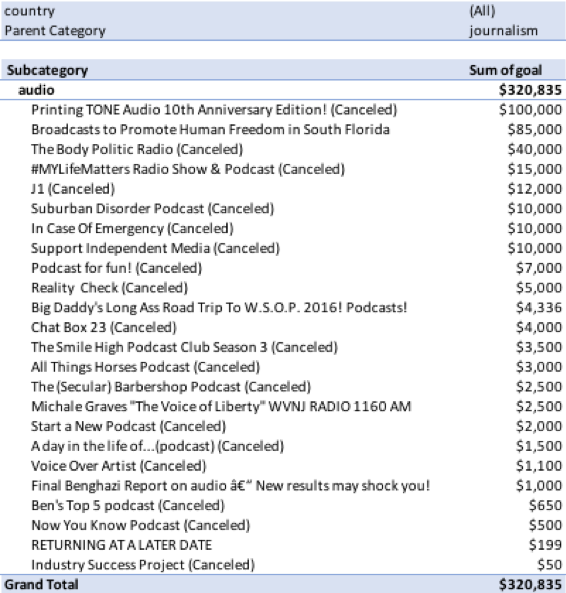 country (All)
Parent Category journalism
Subcategory Sum of goal
audio $320,835
Printing TONE Audio 10th Anniversary Edition! (Canceled) $100,000
Broadcasts to Promote Human Freedom in South Florida $85,000
The Body Politic Radio (Canceled) $40,000
#MYLifeMatters Radio Show & Podcast (Canceled) $15,000
J1 (Canceled) $12,000
Suburban Disorder Podcast (Canceled) $10,000
In Case Of Emergency (Canceled) $10,000
Support Independent Media (Canceled) $10,000
Podcast for fun! (Canceled) $7,000
Reality Check (Canceled) $5,000
Big Daddy's Long Ass Road Trip To W.S.O.P. 2016! Podcasts! $4,336
Chat Box 23 (Canceled) $4,000
The Smile High Podcast Club Season 3 (Canceled) $3,500
All Things Horses Podcast (Canceled) $3,000
The (Secular) Barbershop Podcast (Canceled) $2,500
Michale Graves "The Voice of Liberty" WVNJ RADIO 1160 AM $2,500
Start a New Podcast (Canceled) $2,000
A day in the life of...(podcast) (Canceled) $1,500
Voice Over Artist (Canceled) $1,100
Final Benghazi Report on audio â€“ New results may shock you! $1,000
Ben's Top 5 podcast (Canceled) $650
Now You Know Podcast (Canceled) $500
RETURNING AT A LATER DATE $199
Industry Success Project (Canceled) $50
Grand Total $320,835